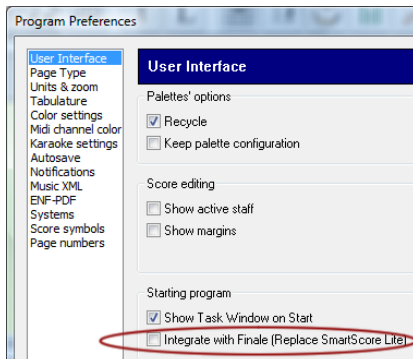 Program Preferences
User Interface
Page Type
Units & zoom
Tabulature
Color settings
Midi channel color
Karaoke settings
Autosave
Notifications
Music XML
ENF-PDF
Systems
Score symbols
Page numbers
User Interface
Palettes' options
Recycle
Keep palette configuration
Score editing
Show active staff
Show margins
Starting program
Show Task Window on Start
Integrate with Finale (Replace SmartScore Lite)